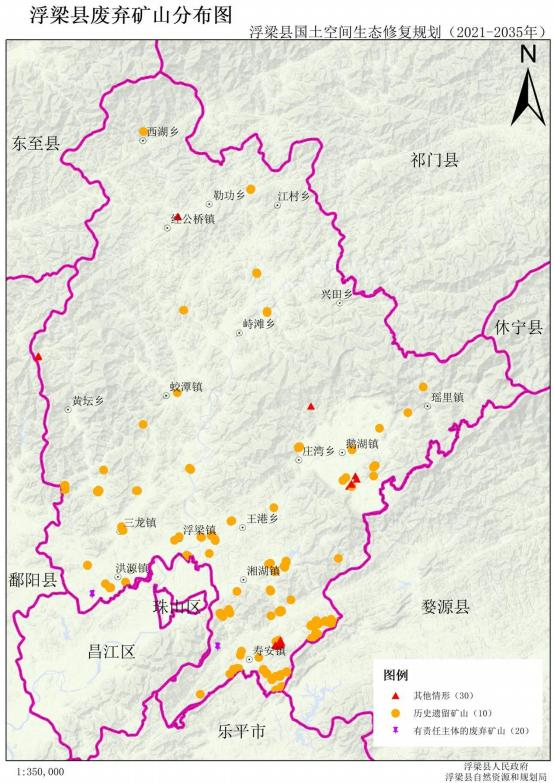 浮梁县废弃矿山分布图
浮梁县国土空间生态修复规划（2021-2035年）
N
西湖乡
东至县
祁门县
勒功乡
江村乡
经公桥镇
兴田乡
休宁县
峙滩乡
蛟潭镇
黄坛乡
瑶里镇
鹅湖镇
庄湾乡
王港乡
三龙镇
浮梁镇
洪源镇
湘湖镇
鄱阳县
珠山区
婺源县
昌江区
寿安镇
图例
其他情形（30）
历史遗留矿山（10）
有责任主体的废弃矿山（20）
乐平市
1:350,000
浮梁县人民政府
浮梁县自然资源和规划局